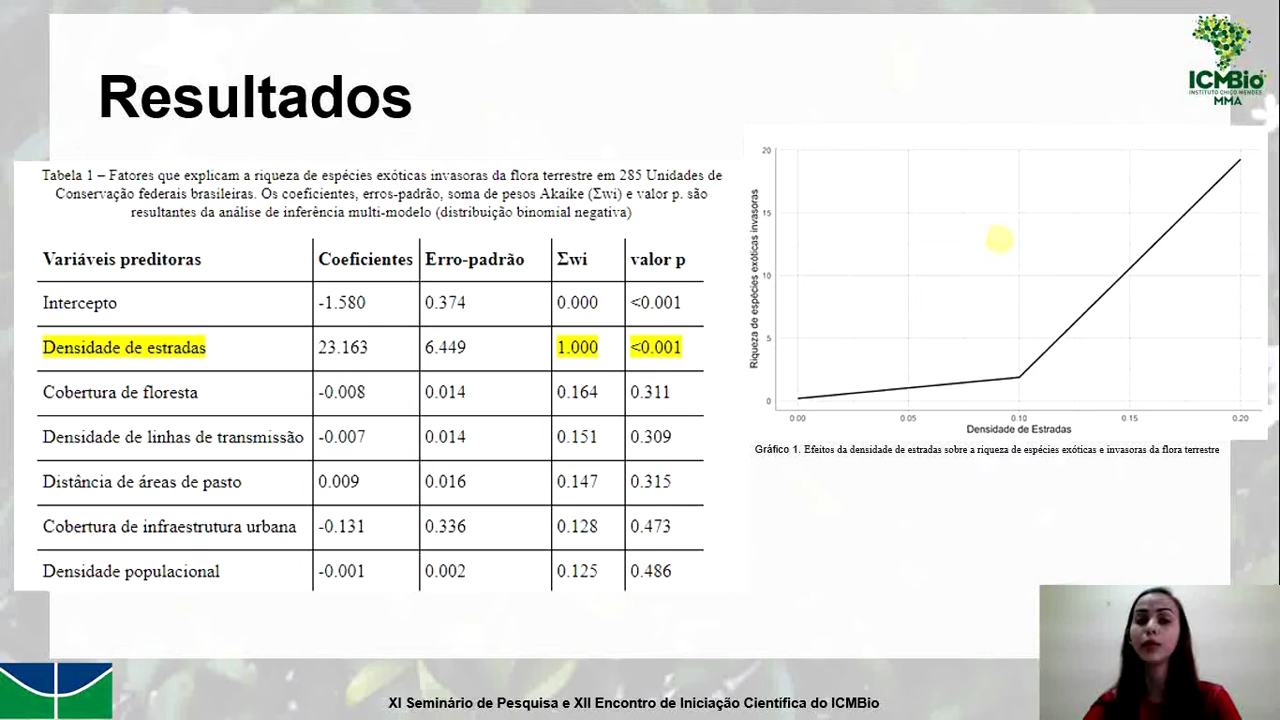 Resultados
ICMBio
INSTITUTO CHICO MENDES
MMA
Tabela 1 – Fatores que explicam a riqueza de espécies exóticas invasoras da flora terrestre em 285 Unidades de
Conservação federais brasileiras. Os coeficientes, erros-padrão, soma de pesos Akaike (Σwi) e valor p. são
resultantes da análise de inferência multi-modelo (distribuição binomial negativa)
Variáveis preditoras Coeficientes Erro-padrão Σwi valor p
Intercepto -1.580 0.374 0.000 <0.001
Densidade de estradas 23.163 6.449 1.000 <0.001
Cobertura de floresta -0.008 0.014 0.164 0.311
Densidade de linhas de transmissão -0.007 0.014 0.151 0.309
Distância de áreas de pasto 0.009 0.016 0.147 0.315
Cobertura de infraestrutura urbana -0.131 0.336 0.128 0.473
Densidade populacional -0.001 0.002 0.125 0.486
Riqueza de espécies exóticas invasoras
20
15
10
5
0
0.00 0.05 0.10 0.15 0.20
Densidade de Estradas
Gráfico 1. Efeitos da densidade de estradas sobre a riqueza de espécies exóticas e invasoras da flora terrestre
XI Seminário de Pesquisa e XII Encontro de Iniciação Científica do ICMBio